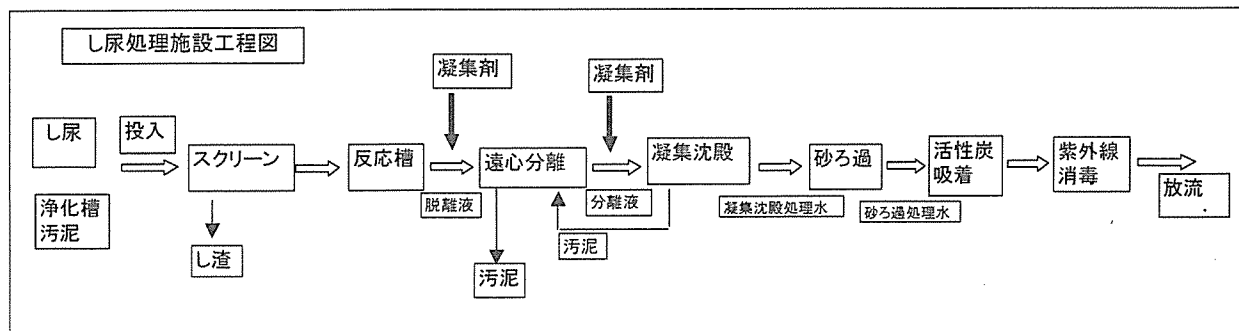 し尿処理施設工程図
凝集剤
凝集剤
し尿
投入
スクリーン
反応槽
遠心分離
凝集沈殿
砂ろ過
活性炭
吸着
紫外線
消毒
放流
浄化槽
汚泥
脱離液
分離液
凝集沈殿処理水
砂ろ過処理水
し渣
汚泥
汚泥